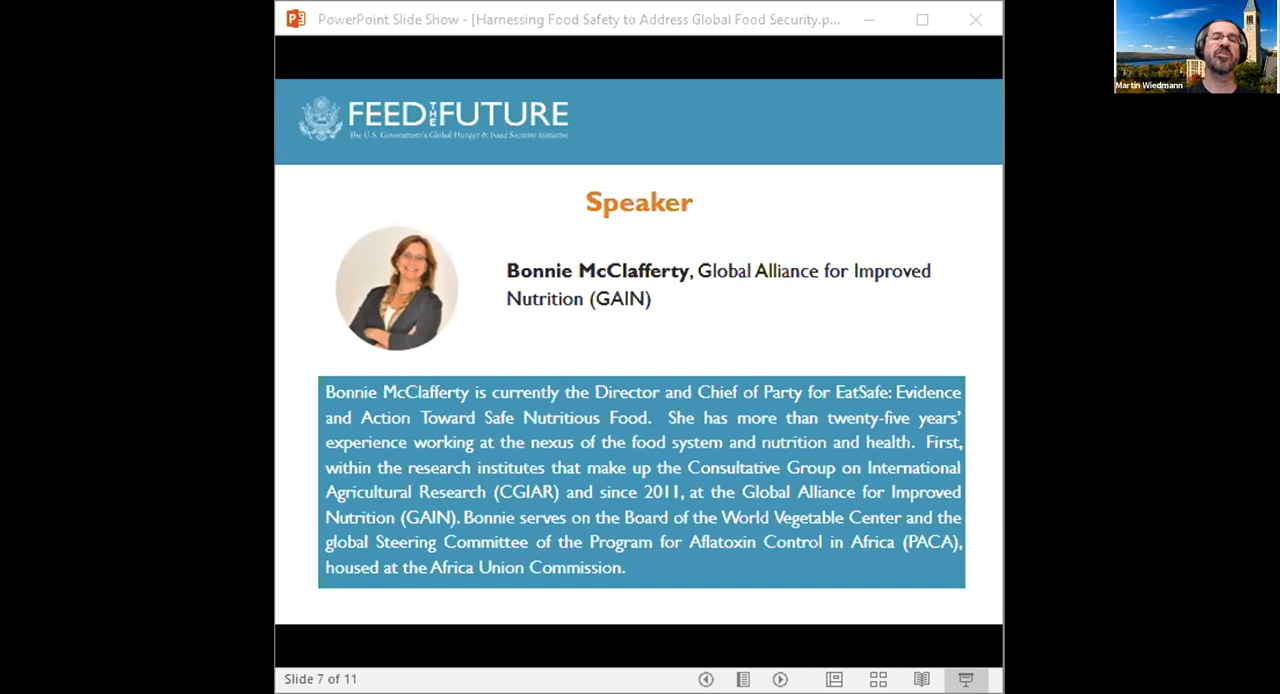 PowerPoint Slide Show - [Harnessing Food Safety to Address Global Food Security.p...
Martin Wiedmann
FEED THE FUTURE
The U.S. Government's Global Hunger & Food Security Initiative
Speaker
Bonnie McClafferty, Global Alliance for Improved
Nutrition (GAIN)
Bonnie McClafferty is currently the Director and Chief of Party for EatSafe: Evidence
and Action Toward Safe Nutritious Food. She has more than twenty-five years'
experience working at the nexus of the food system and nutrition and health. First,
within the research institutes that make up the Consultative Group on International
Agricultural Research (CGIAR) and since 2011, at the Global Alliance for Improved
Nutrition (GAIN). Bonnie serves on the Board of the World Vegetable Center and the
global Steering Committee of the Program for Aflatoxin Control in Africa (PACA),
housed at the Africa Union Commission.
Slide 7 of 11